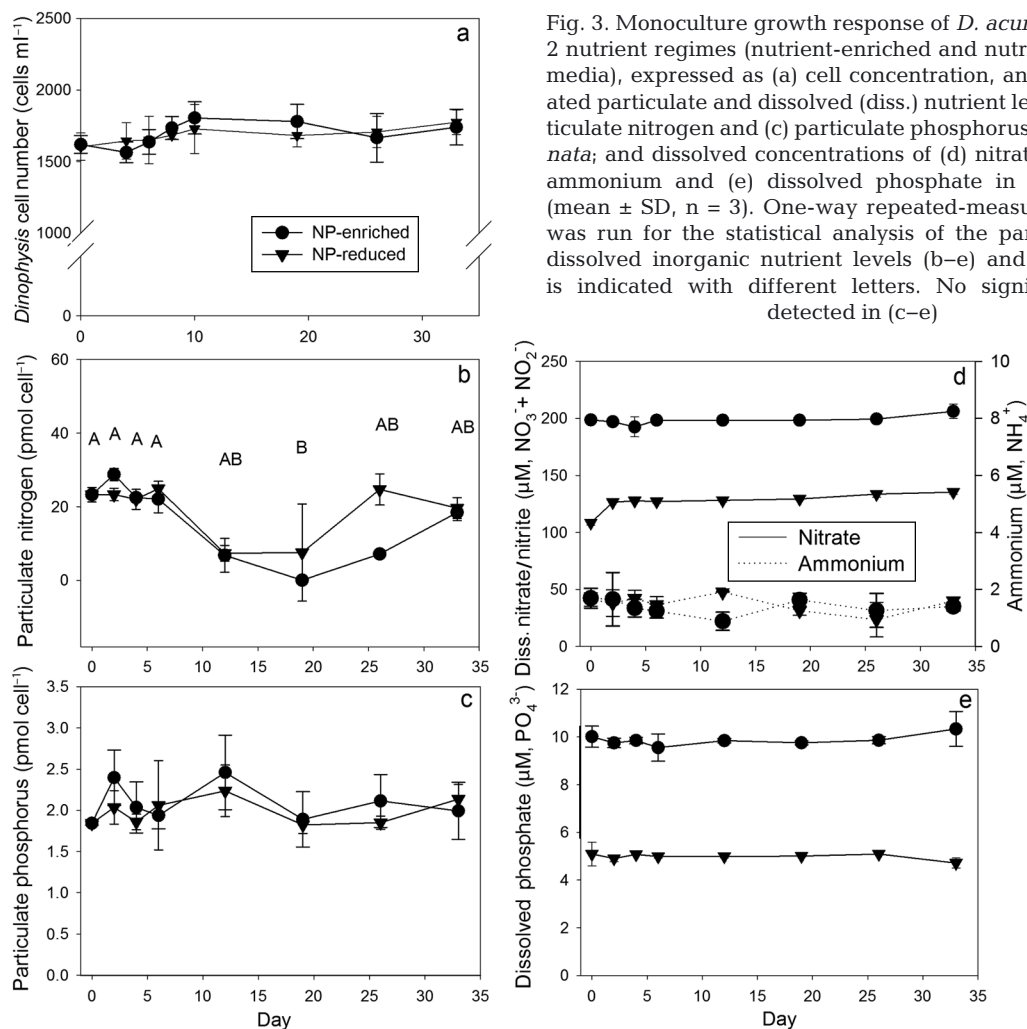 2500
2000
1500
1000
0
Dinophysis cell number (cells ml⁻¹)
a
NP-enriched
NP-reduced
0 10 20 30
Fig. 3. Monoculture growth response of D. acu
2 nutrient regimes (nutrient-enriched and nutr
media), expressed as (a) cell concentration, an
ated particulate and dissolved (diss.) nutrient le
ticulate nitrogen and (c) particulate phosphorus
nata; and dissolved concentrations of (d) nitrat
ammonium and (e) dissolved phosphate in
(mean ± SD, n = 3). One-way repeated-measu
was run for the statistical analysis of the par
dissolved inorganic nutrient levels (b–e) and
is indicated with different letters. No signi
detected in (c–e)
60
40
20
0
Particulate nitrogen (pmol cell⁻¹)
b
A A A A AB B AB AB
0 5 10 15 20 25 30 35
250
200
150
100
50
0
Diss. nitrate/nitrite (µM, NO₃⁻ + NO₂⁻)
d
10
8
6
4
2
0
Ammonium (µM, NH₄⁺)
Nitrate
Ammonium
0 5 10 15 20 25 30 35
3.5
3.0
2.5
2.0
1.5
1.0
0.5
0.0
Particulate phosphorus (pmol cell⁻¹)
c
0 5 10 15 20 25 30 35
Day
12
10
8
6
4
2
0
Dissolved phosphate (µM, PO₄³⁻)
e
0 5 10 15 20 25 30 35
Day